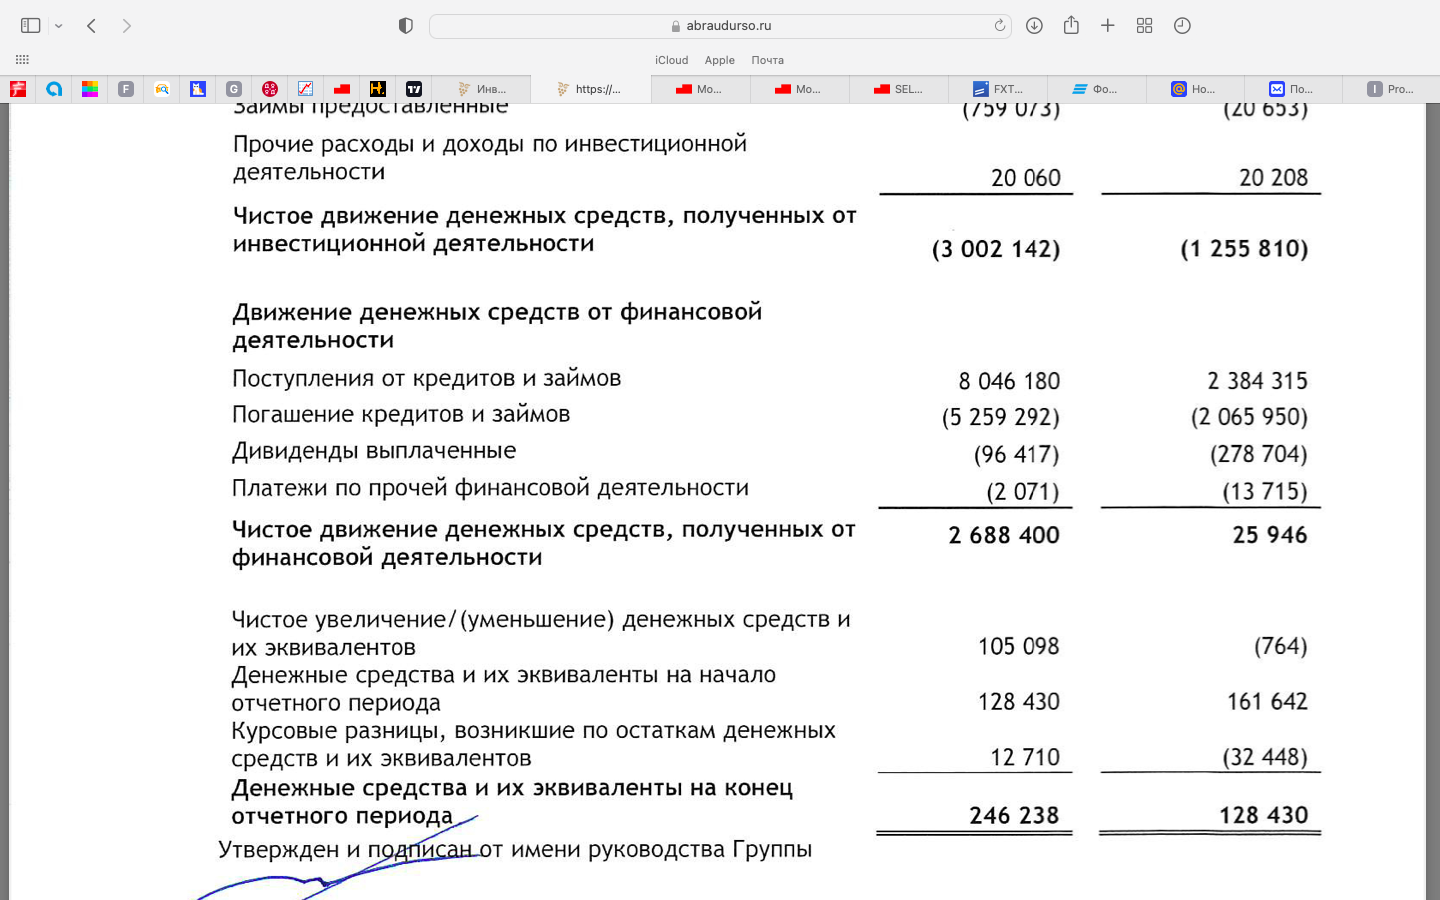 abraudurso.ru
iCloud Apple Почта
F G Инв... https://... Mo... Mo... SEL... FXT... Фо... Но... По... I Pro...
Займы предоставленные (759 073) (20 653)
Прочие расходы и доходы по инвестиционной
деятельности 20 060 20 208
Чистое движение денежных средств, полученных от
инвестиционной деятельности (3 002 142) (1 255 810)
Движение денежных средств от финансовой
деятельности
Поступления от кредитов и займов 8 046 180 2 384 315
Погашение кредитов и займов (5 259 292) (2 065 950)
Дивиденды выплаченные (96 417) (278 704)
Платежи по прочей финансовой деятельности (2 071) (13 715)
Чистое движение денежных средств, полученных от
финансовой деятельности 2 688 400 25 946
Чистое увеличение/(уменьшение) денежных средств и
их эквивалентов 105 098 (764)
Денежные средства и их эквиваленты на начало
отчетного периода 128 430 161 642
Курсовые разницы, возникшие по остаткам денежных
средств и их эквивалентов 12 710 (32 448)
Денежные средства и их эквиваленты на конец
отчетного периода 246 238 128 430
Утвержден и подписан от имени руководства Группы